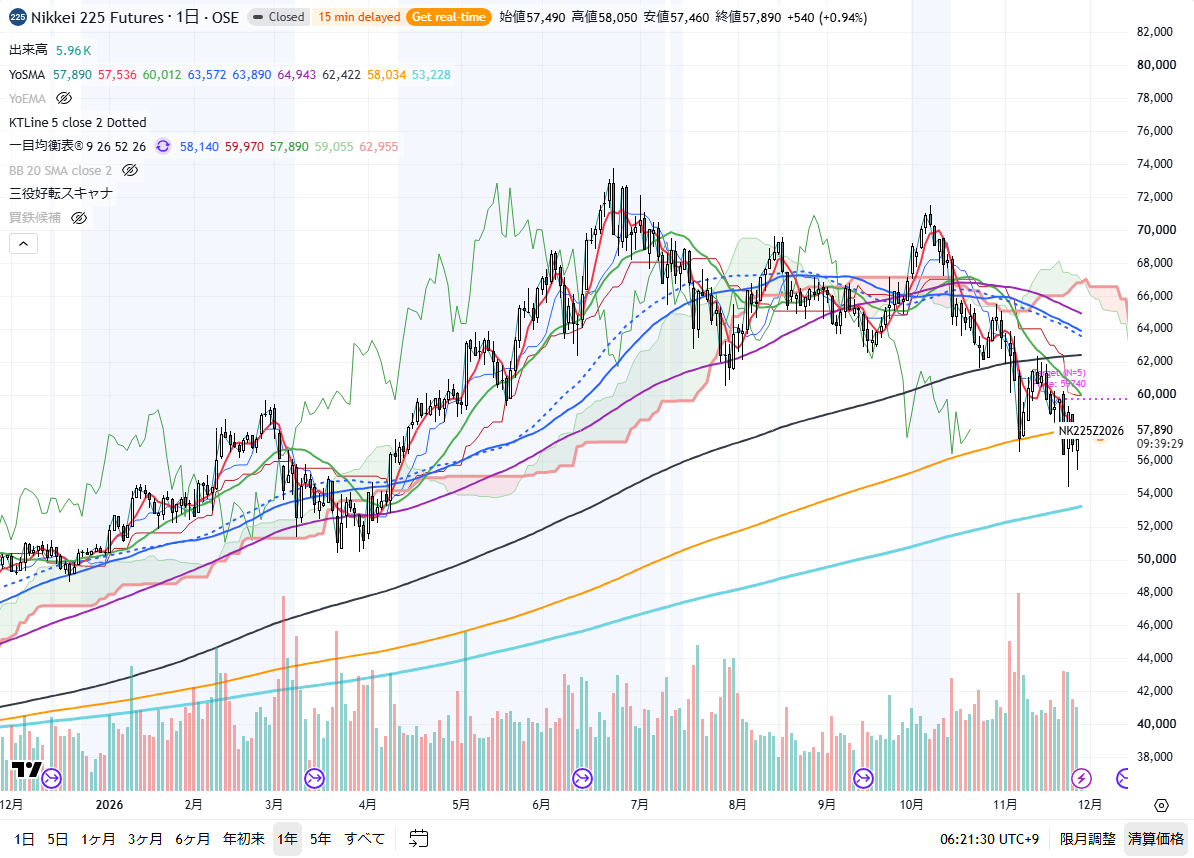 225 Nikkei 225 Futures · 1日 · OSE Closed 15 min delayed Get real-time 始値57,490 高値58,050 安値57,460 終値57,890 +540 (+0.94%)
出来高 5.96 K
YoSMA 57,890 57,536 60,012 63,572 63,890 64,943 62,422 58,034 53,228
YoEMA
KTLine 5 close 2 Dotted
一目均衡表® 9 26 52 26 58,140 59,970 57,890 59,055 62,955
BB 20 SMA close 2
三役好転スキャナ
買鉄候補
82,000
80,000
78,000
76,000
74,000
72,000
70,000
68,000
66,000
64,000
62,000
60,000
(N=5)
59740
NK225Z2026 57,890
09:39:29
56,000
54,000
52,000
50,000
48,000
46,000
44,000
42,000
40,000
38,000
12月 2026 2月 3月 4月 5月 6月 7月 8月 9月 10月 11月 12月
1日 5日 1ヶ月 3ヶ月 6ヶ月 年初来 1年 5年 すべて 06:21:30 UTC+9 限月調整 清算価格